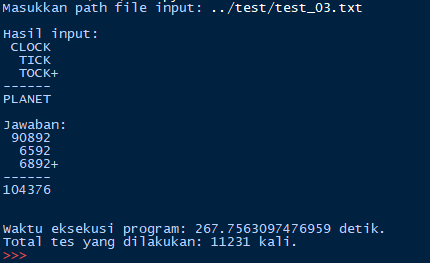 Masukkan path file input: ../test/test_03.txt
Hasil input:
CLOCK
TICK
TOCK+
------
PLANET
Jawaban:
90892
6592
6892+
------
104376
Waktu eksekusi program: 267.7563097476959 detik.
Total tes yang dilakukan: 11231 kali.
>>>